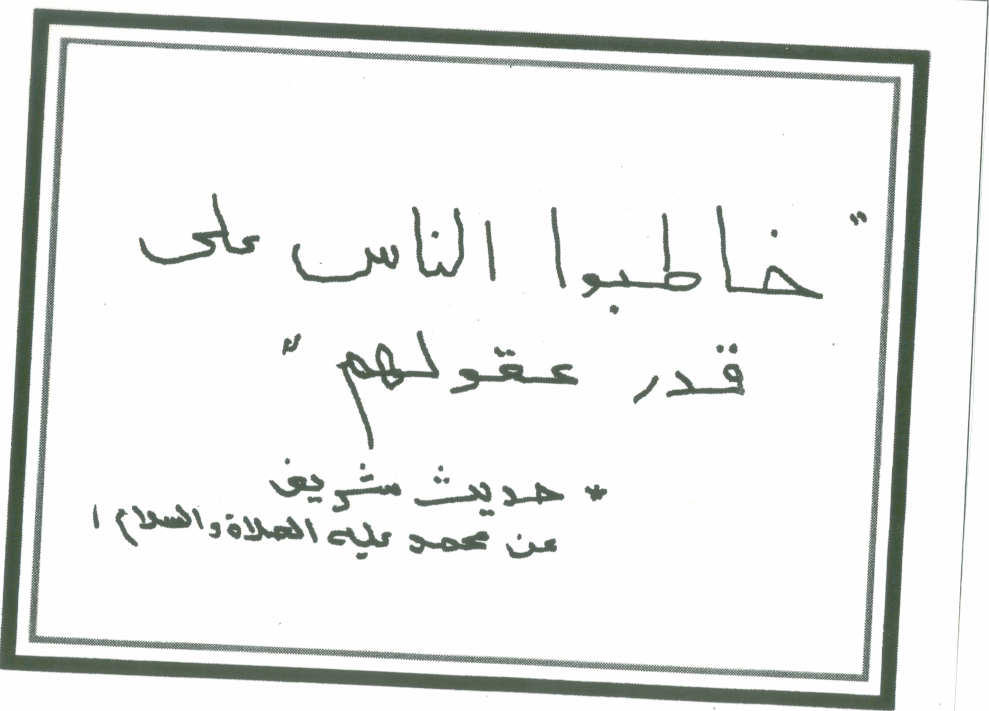 " خاطبوا الناس على
قدر عقولهم "
* حديث شريف
عن محمد عليه الصلاة والسلام